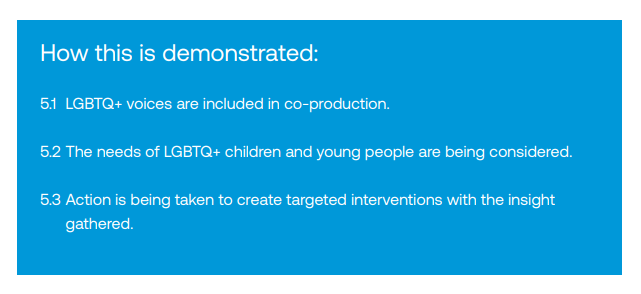 How this is demonstrated:
5.1 LGBTQ+ voices are included in co-production.
5.2 The needs of LGBTQ+ children and young people are being considered.
5.3 Action is being taken to create targeted interventions with the insight
gathered.